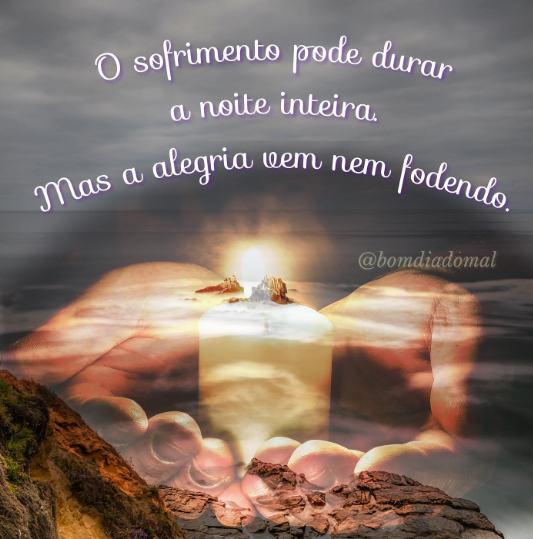 O sofrimento pode durar
a noite inteira.
Mas a alegria vem nem fodendo.
@bomdiadomal